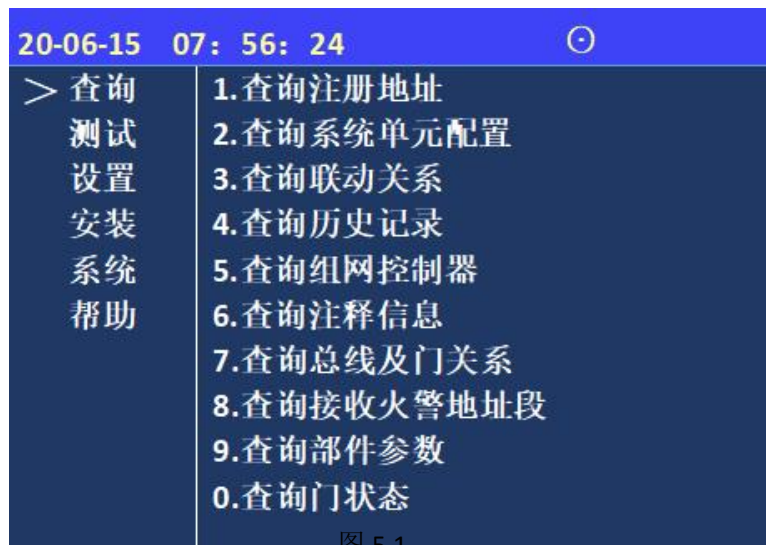 20-06-15 07: 56: 24
> 查询
测试
设置
安装
系统
帮助
1.查询注册地址
2.查询系统单元配置
3.查询联动关系
4.查询历史记录
5.查询组网控制器
6.查询注释信息
7.查询总线及门关系
8.查询接收火警地址段
9.查询部件参数
0.查询门状态
图 5-1